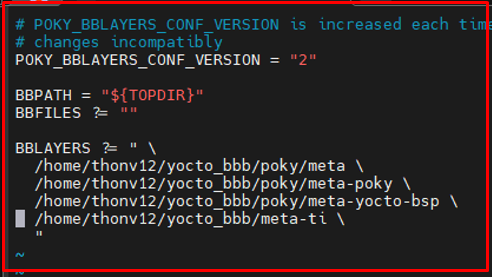 # POKY_BBLAYERS_CONF_VERSION is increased each time
# changes incompatibly
POKY_BBLAYERS_CONF_VERSION = "2"
BBPATH = "${TOPDIR}"
BBFILES ?= ""
BBLAYERS ?= " \
/home/thonv12/yocto_bbb/poky/meta \
/home/thonv12/yocto_bbb/poky/meta-poky \
/home/thonv12/yocto_bbb/poky/meta-yocto-bsp \
/home/thonv12/yocto_bbb/meta-ti \
"
~
~